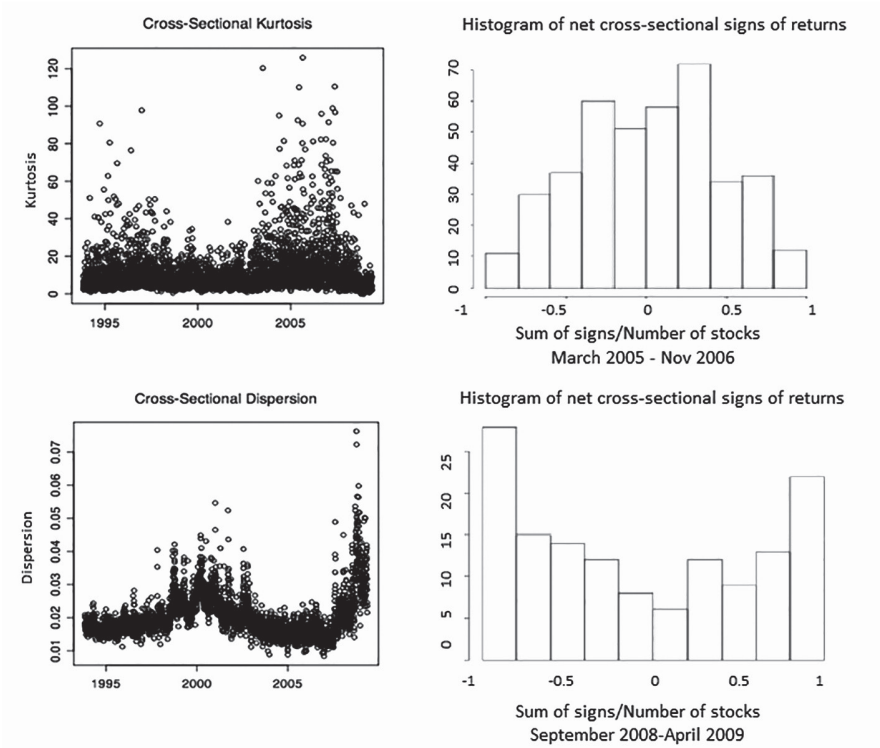 Cross-Sectional Kurtosis
Kurtosis
120
100
80
60
40
20
0
1995 2000 2005
Histogram of net cross-sectional signs of returns
70
60
50
40
30
20
10
0
-1 -0.5 0 0.5 1
Sum of signs/Number of stocks
March 2005 - Nov 2006
Cross-Sectional Dispersion
Dispersion
0.07
0.06
0.05
0.04
0.03
0.02
0.01
1995 2000 2005
Histogram of net cross-sectional signs of returns
25
20
15
10
5
0
-1 -0.5 0 0.5 1
Sum of signs/Number of stocks
September 2008-April 2009